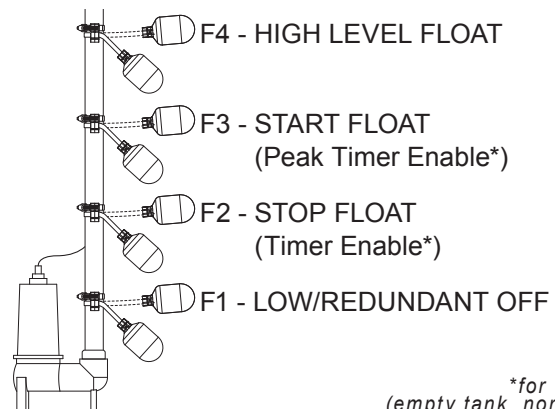 F4 - HIGH LEVEL FLOAT
F3 - START FLOAT
(Peak Timer Enable*)
F2 - STOP FLOAT
(Timer Enable*)
F1 - LOW/REDUNDANT OFF
*for
(empty tank,